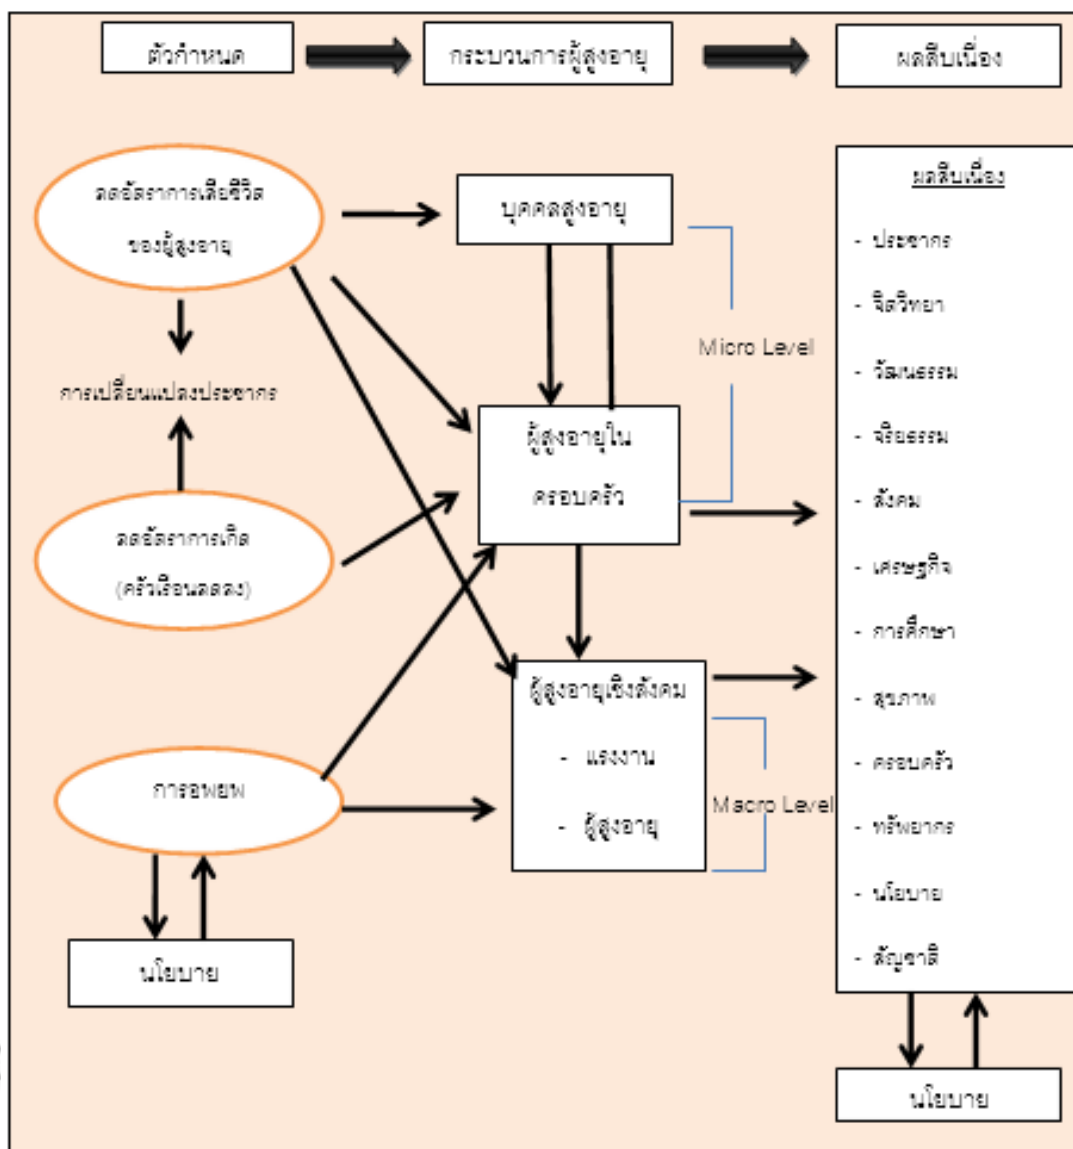 ตัวกำหนด
กระบวนการผู้สูงอายุ
ผลสืบเนื่อง
ลดอัตราการเสียชีวิต
ของผู้สูงอายุ
บุคคลสูงอายุ
Micro Level
การเปลี่ยนแปลงประชากร
ผู้สูงอายุใน
ครอบครัว
ลดอัตราการเกิด
(ครัวเรือนลดลง)
ผู้สูงอายุเชิงสังคม
- แรงงาน
- ผู้สูงอายุ
Macro Level
การอพยพ
นโยบาย
ผลสืบเนื่อง
- ประชากร
- จิตวิทยา
- วัฒนธรรม
- จริยธรรม
- สังคม
- เศรษฐกิจ
- การศึกษา
- สุขภาพ
- ครอบครัว
- ทรัพยากร
- นโยบาย
- สัญชาติ
นโยบาย